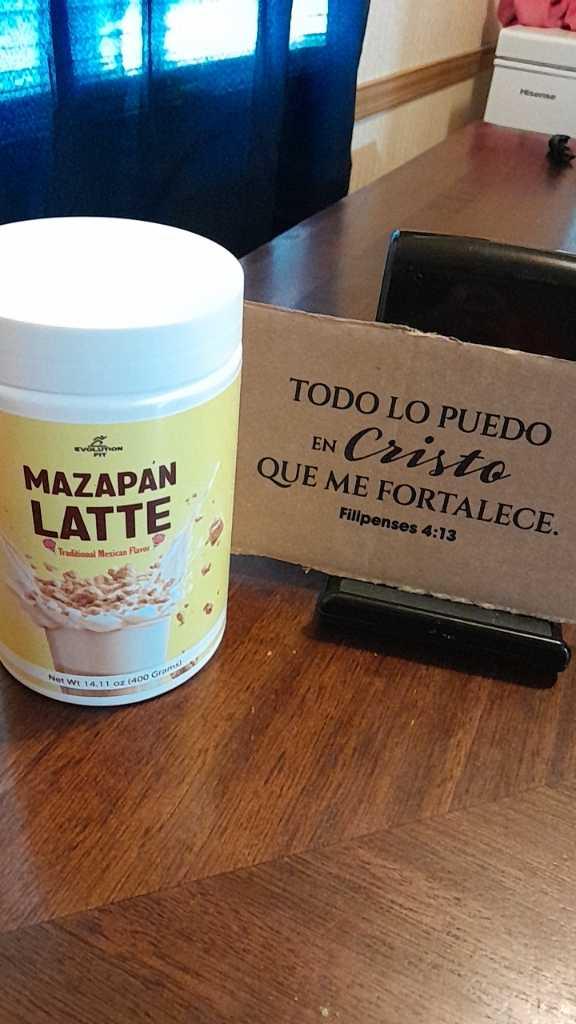 Hisense
EVOLUTION
FIT
MAZAPÁN
LATTE
Traditional Mexican Flavor
Net Wt 14.11 oz (400 Grams)
TODO LO PUEDO
EN Cristo
QUE ME FORTALECE.
Filipenses 4:13